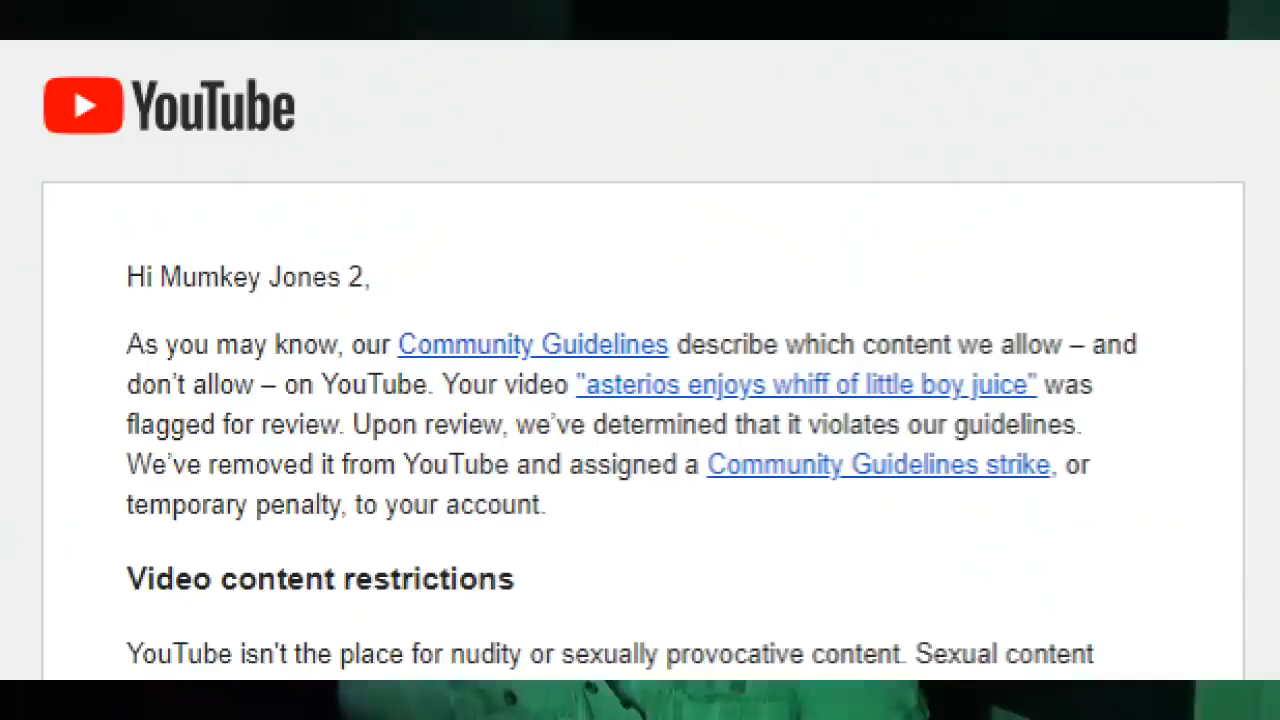 YouTube
Hi Mumkey Jones 2,
As you may know, our Community Guidelines describe which content we allow – and
don't allow – on YouTube. Your video "asterios enjoys whiff of little boy juice" was
flagged for review. Upon review, we've determined that it violates our guidelines.
We've removed it from YouTube and assigned a Community Guidelines strike, or
temporary penalty, to your account.
Video content restrictions
YouTube isn't the place for nudity or sexually provocative content. Sexual content